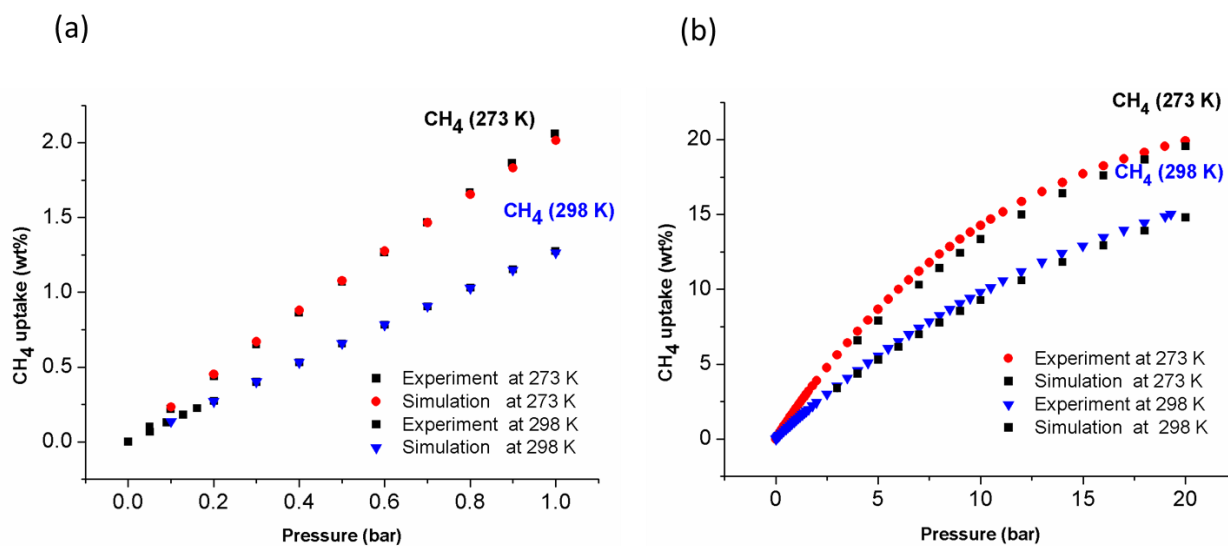 (a)
CH4 uptake (wt%)
2.0
1.5
1.0
0.5
0.0
CH4 (273 K)
CH4 (298 K)
Experiment at 273 K
Simulation at 273 K
Experiment at 298 K
Simulation at 298 K
0.0 0.2 0.4 0.6 0.8 1.0
Pressure (bar)
(b)
CH4 uptake (wt%)
20
15
10
5
0
CH4 (273 K)
CH4 (298 K)
Experiment at 273 K
Simulation at 273 K
Experiment at 298 K
Simulation at 298 K
0 5 10 15 20
Pressure (bar)